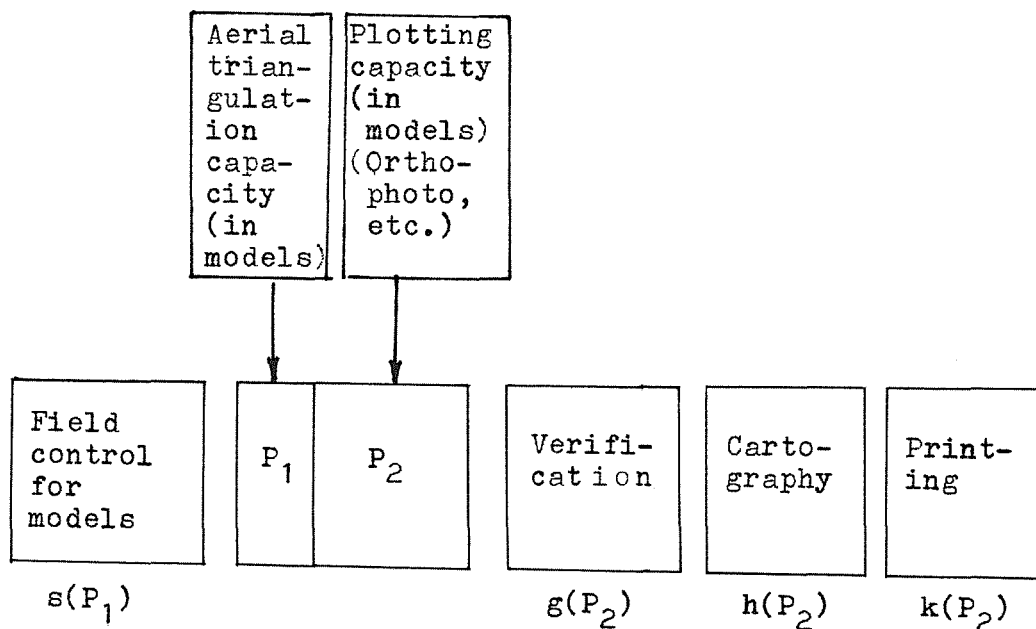 Aerial
trian-
gulat-
ion
capa-
city
(in
models)
Plotting
capacity
(in
models)
(Ortho-
photo,
etc.)
Field
control
for
models
P₁
P₂
Verifi-
cation
Carto-
graphy
Print-
ing
s(P₁)
g(P₂)
h(P₂)
k(P₂)